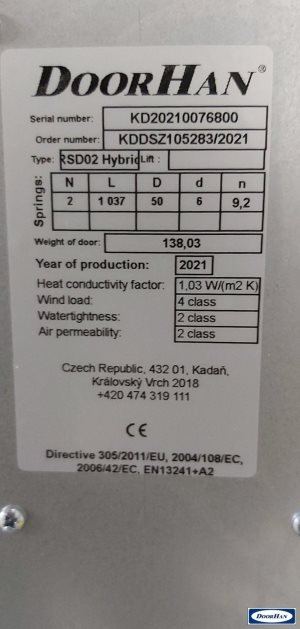 DOORHAN®
Serial number: KD20210076800
Order number: KDDSZ105283/2021
Type: RSD02 Hybrid Lift :
Springs:
N L D d n
2 1 037 50 6 9,2
Weight of door: 138,03
Year of production: 2021
Heat conductivity factor: 1,03 W/(m2 K)
Wind load: 4 class
Watertightness: 2 class
Air permeability: 2 class
Czech Republic, 432 01, Kadaň,
Královský Vrch 2018
+420 474 319 111
CE
Directive 305/2011/EU, 2004/108/EC,
2006/42/EC, EN13241+A2
DOORHAN